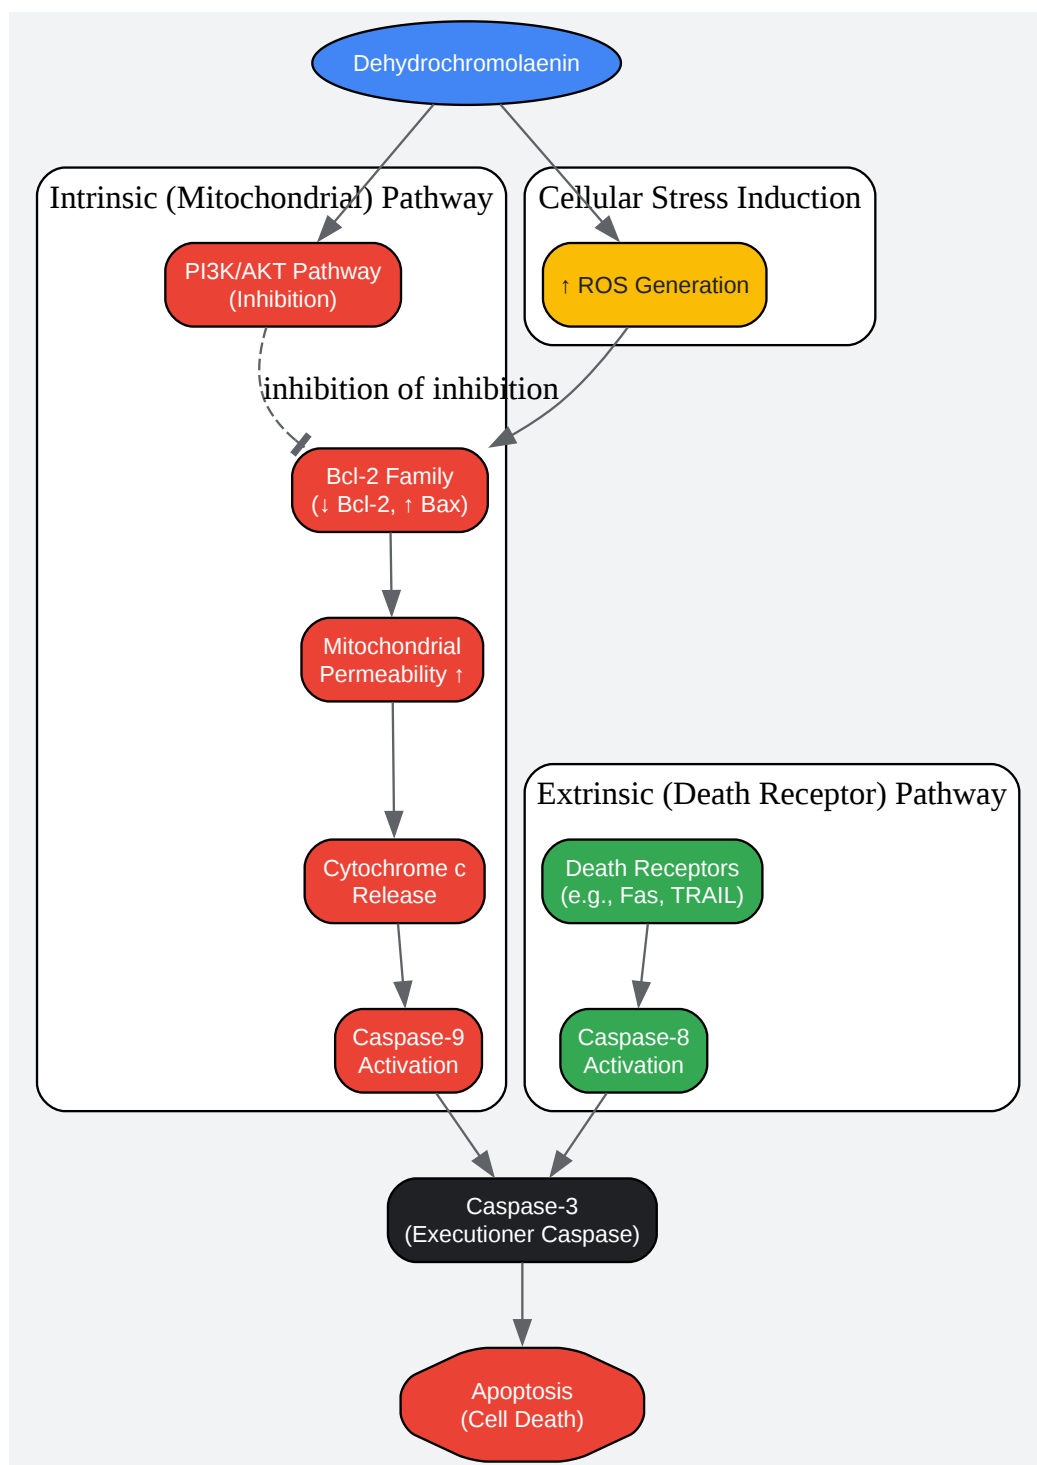 Dehydrochromolaenin
Intrinsic (Mitochondrial) Pathway
Cellular Stress Induction
PI3K/AKT Pathway
(Inhibition)
↑ ROS Generation
inhibition of inhibition
Bcl-2 Family
(↓ Bcl-2, ↑ Bax)
Mitochondrial
Permeability ↑
Extrinsic (Death Receptor) Pathway
Cytochrome c
Release
Death Receptors
(e.g., Fas, TRAIL)
Caspase-9
Activation
Caspase-8
Activation
Caspase-3
(Executioner Caspase)
Apoptosis
(Cell Death)